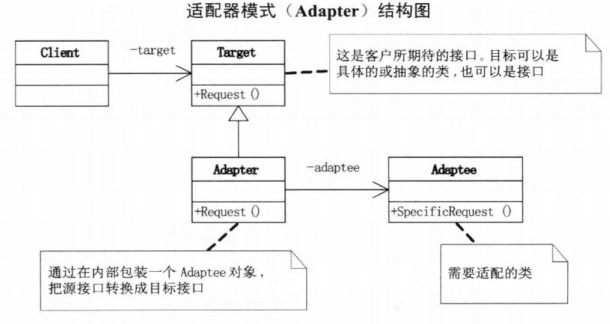 适配器模式（Adapter）结构图
Client
-target
Target
+Request ()
这是客户所期待的接口。目标可以是
具体的或抽象的类,也可以是接口
Adapter
+Request ()
-adaptee
Adaptee
+SpecificRequest ()
通过在内部包装一个 Adaptee 对象,
把源接口转换成目标接口
需要适配的类